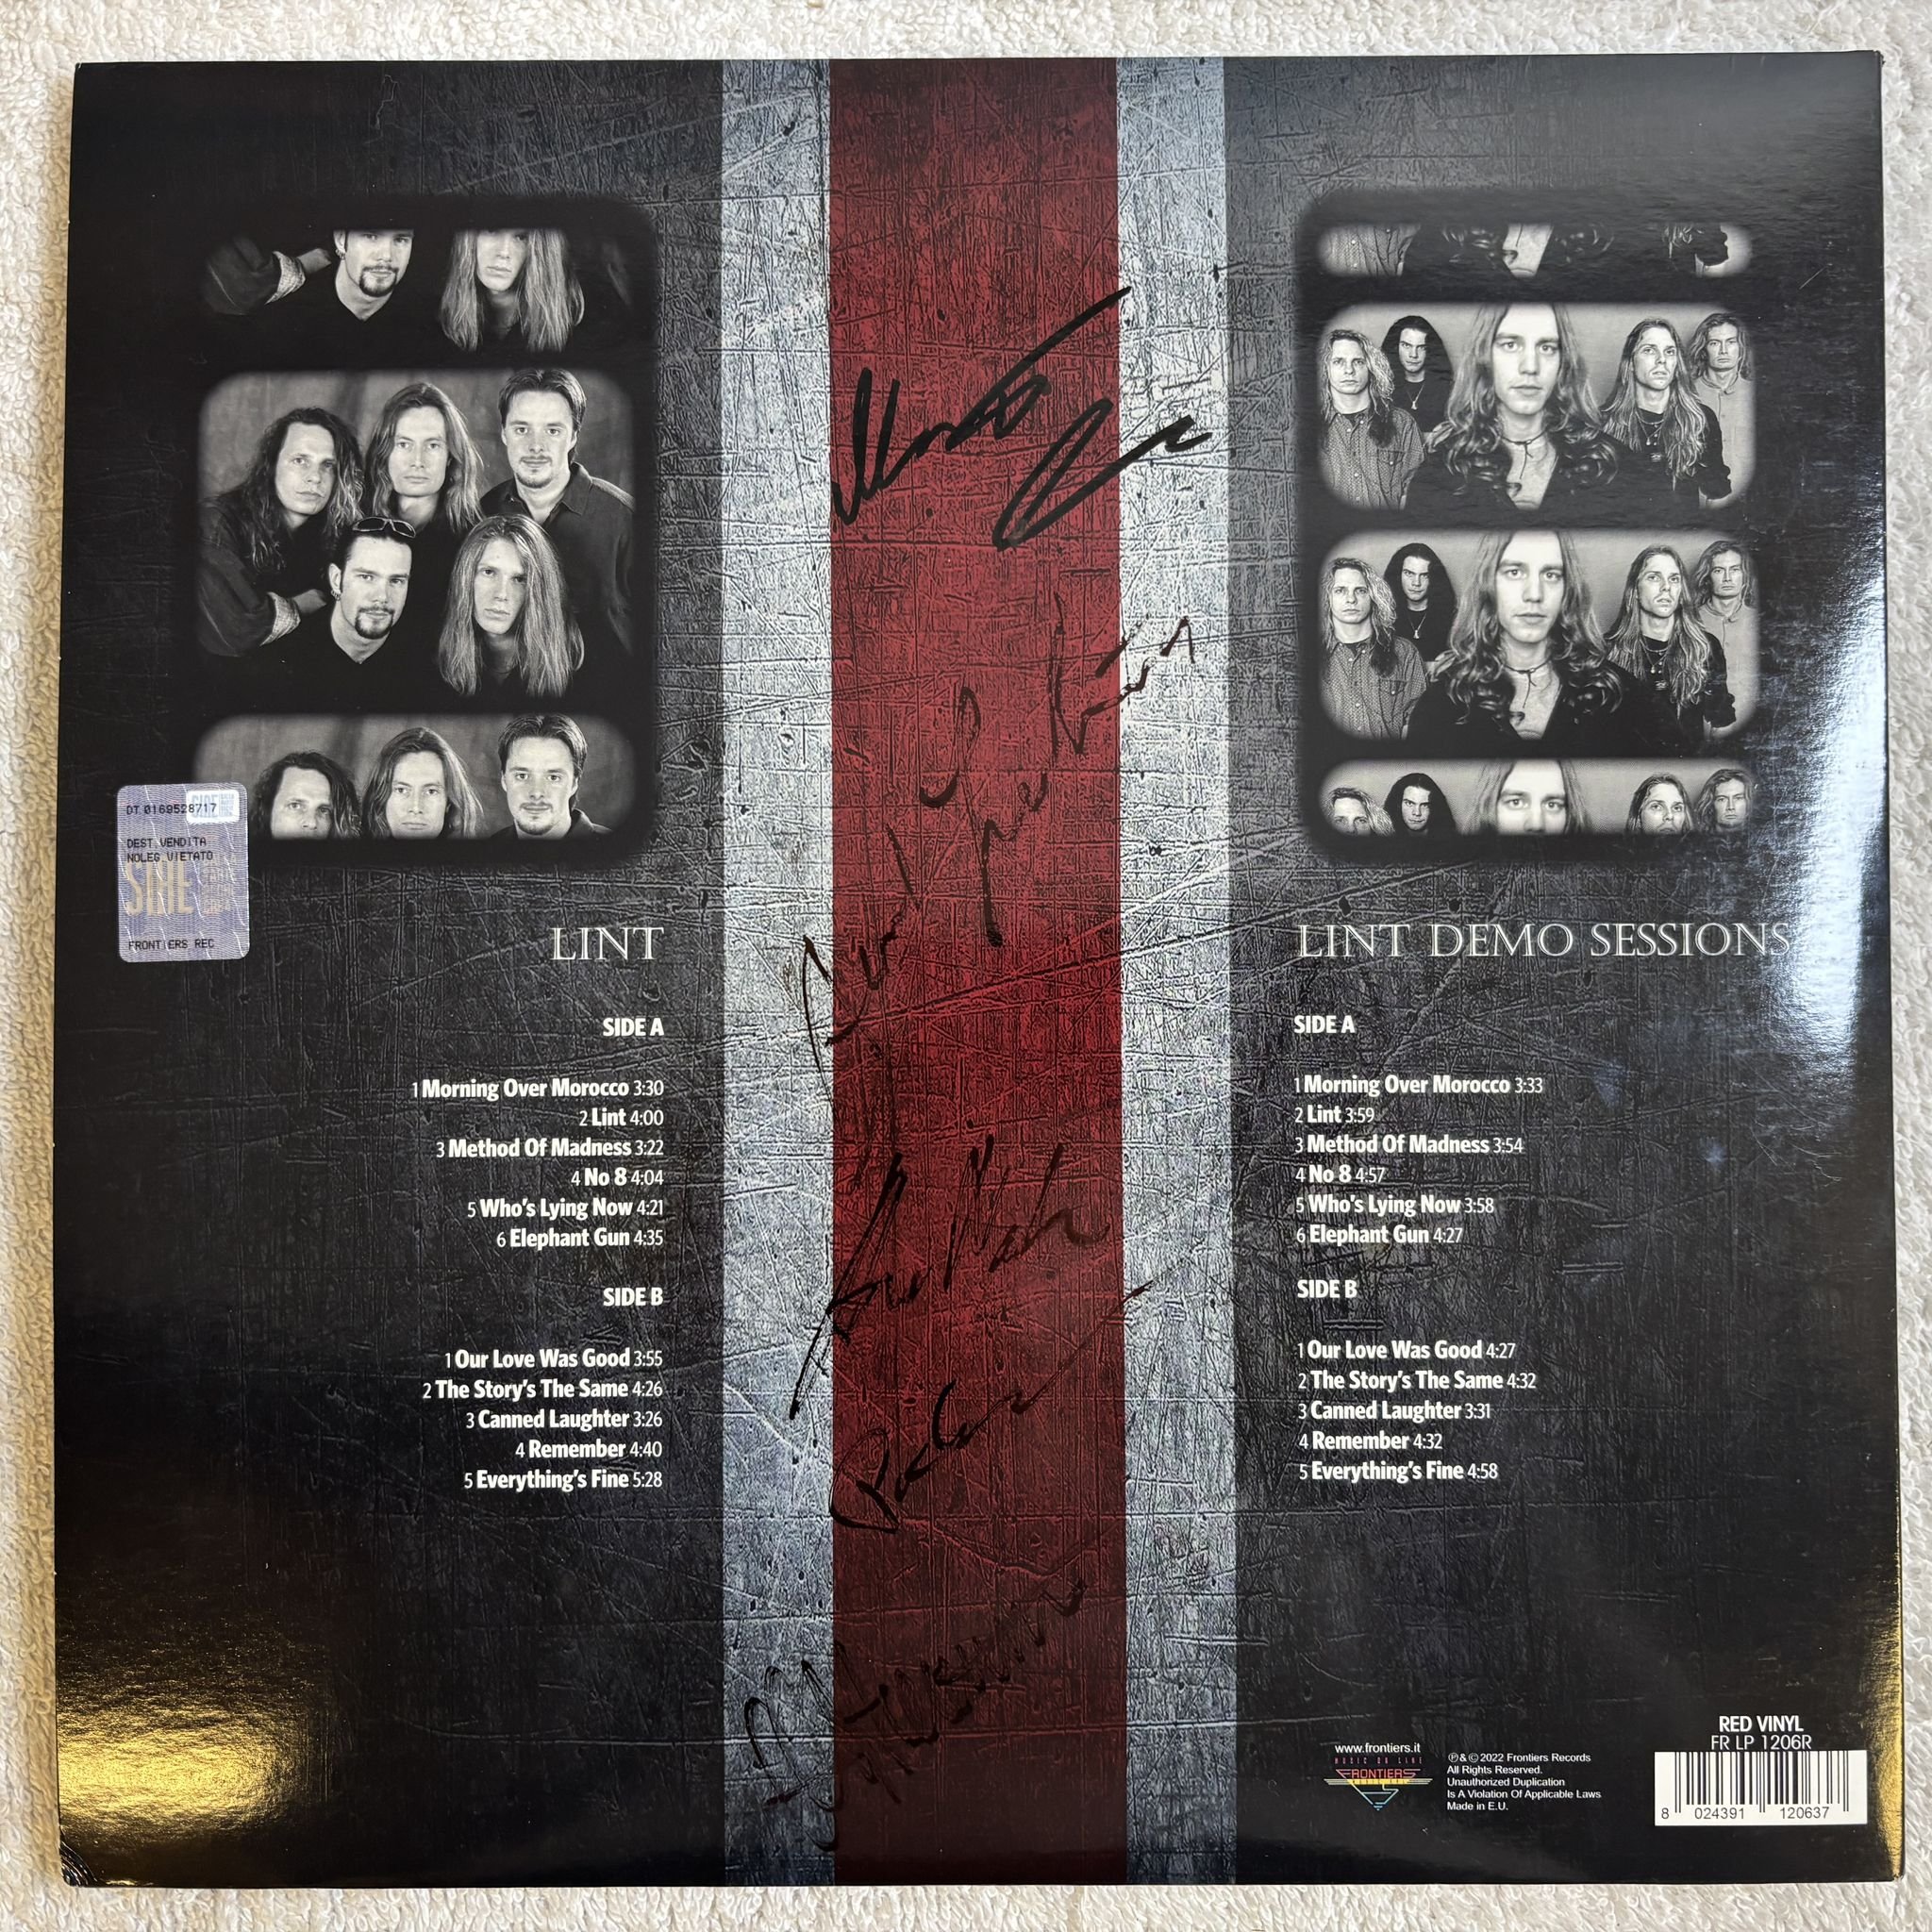 DT 0169528717
SIAE
DEST.VENDITA
NOLEG.VIETATO
SIAE
FRONTIERS REC
LINT
SIDE A
1 Morning Over Morocco 3:30
2 Lint 4:00
3 Method Of Madness 3:22
4 No 8 4:04
5 Who's Lying Now 4:21
6 Elephant Gun 4:35
SIDE B
1 Our Love Was Good 3:55
2 The Story's The Same 4:26
3 Canned Laughter 3:26
4 Remember 4:40
5 Everything's Fine 5:28
LINT DEMO SESSIONS
SIDE A
1 Morning Over Morocco 3:33
2 Lint 3:59
3 Method Of Madness 3:54
4 No 8 4:57
5 Who's Lying Now 3:58
6 Elephant Gun 4:27
SIDE B
1 Our Love Was Good 4:27
2 The Story's The Same 4:32
3 Canned Laughter 3:31
4 Remember 4:32
5 Everything's Fine 4:58
www.frontiers.it
MUSIC ON LINE
FRONTIERS
℗ & © 2022 Frontiers Records
All Rights Reserved.
Unauthorized Duplication
Is A Violation Of Applicable Laws
Made in E.U.
RED VINYL
FR LP 1206R
8 024391 120637